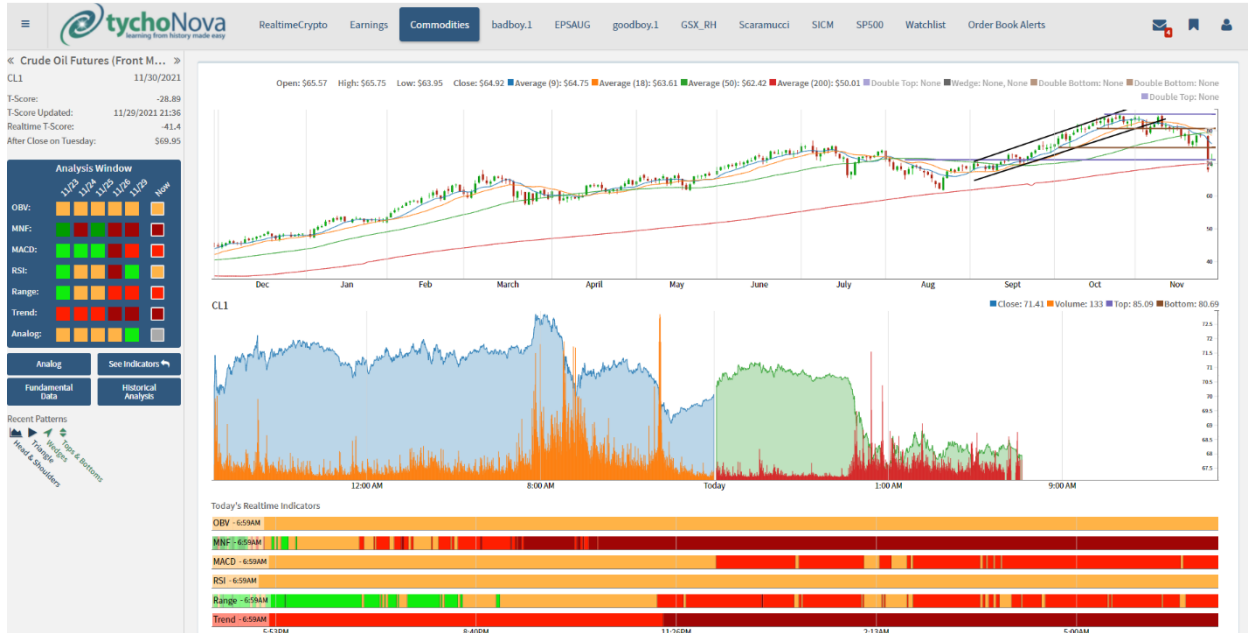 tychoNova
learning from history made easy
RealtimeCrypto Earnings Commodities badboy.1 EPSAUG goodboy.1 GSX_RH Scaramucci SICM SP500 Watchlist Order Book Alerts
4
« Crude Oil Futures (Front M... »
CL1 11/30/2021
T-Score: -28.89
T-Score Updated: 11/29/2021 21:36
Realtime T-Score: -41.4
After Close on Tuesday: $69.95
Analysis Window
11/23 11/24 11/25 11/26 11/29 Now
OBV:
MNF:
MACD:
RSI:
Range:
Trend:
Analog:
Analog See Indicators
Fundamental Data Historical Analysis
Recent Patterns
Head & Shoulders
Triangle
Wedges
Tops & Bottoms
Open: $65.57 High: $65.75 Low: $63.95 Close: $64.92 Average (9): $64.75 Average (18): $63.61 Average (50): $62.42 Average (200): $50.01 Double Top: None Wedge: None, None Double Bottom: None Double Bottom: None
Double Top: None
60
50
40
Dec Jan Feb March April May June July Aug Sept Oct Nov
CL1 Close: 71.41 Volume: 133 Top: 85.09 Bottom: 80.69
72.5
72
71.5
71
70.5
70
69.5
69
68.5
68
67.5
12:00 AM 8:00 AM Today 1:00 AM 9:00 AM
Today's Realtime Indicators
OBV - 6:59AM
MNF - 6:59AM
MACD - 6:59AM
RSI - 6:59AM
Range - 6:59AM
Trend - 6:59AM
5:53PM 8:40PM 11:26PM 2:13AM 5:00AM